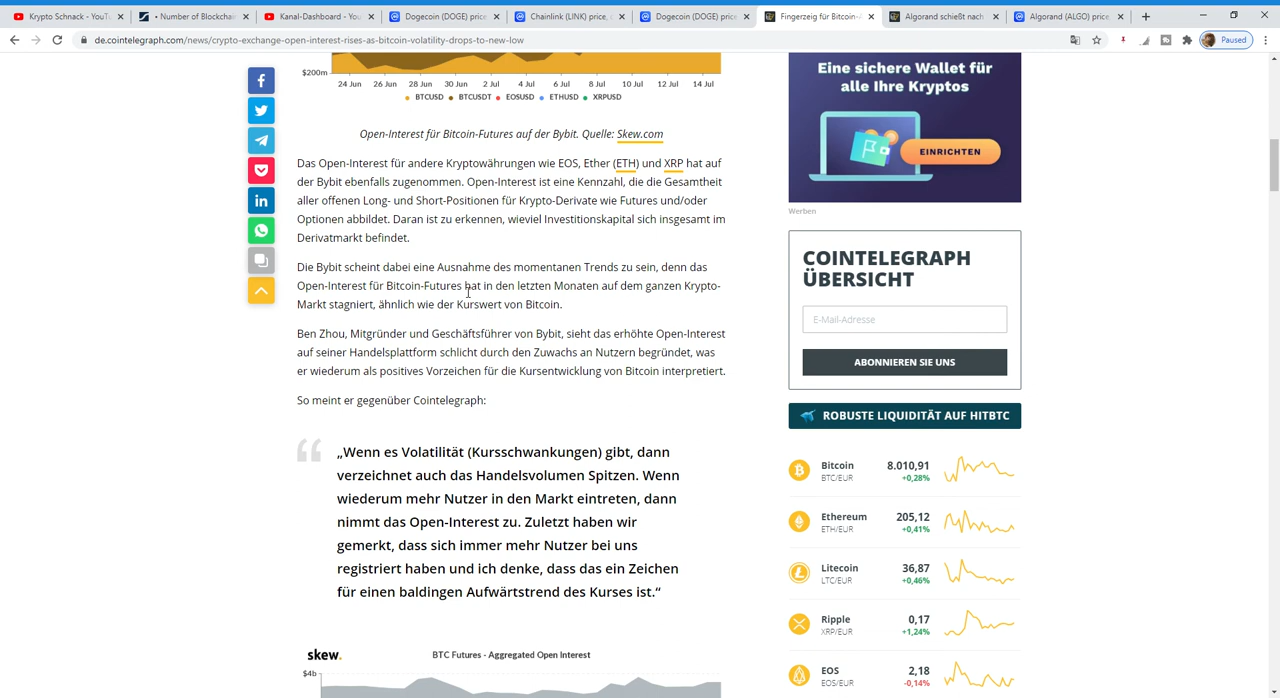 Krypto Schnack - YouTu
• Number of Blockchai
Kanal-Dashboard - You
Dogecoin (DOGE) price
Chainlink (LINK) price, c
Dogecoin (DOGE) price
Fingerzeig für Bitcoin-
Algorand schießt nach
Algorand (ALGO) price,
de.cointelegraph.com/news/crypto-exchange-open-interest-rises-as-bitcoin-volatility-drops-to-new-low
Paused
$200m
24 Jun 26 Jun 28 Jun 30 Jun 2 Jul 4 Jul 6 Jul 8 Jul 10 Jul 12 Jul 14 Jul
BTCUSD BTCUSDT EOSUSD ETHUSD XRPUSD
Open-Interest für Bitcoin-Futures auf der Bybit. Quelle: Skew.com
Das Open-Interest für andere Kryptowährungen wie EOS, Ether (ETH) und XRP hat auf
der Bybit ebenfalls zugenommen. Open-Interest ist eine Kennzahl, die die Gesamtheit
aller offenen Long- und Short-Positionen für Krypto-Derivate wie Futures und/oder
Optionen abbildet. Daran ist zu erkennen, wieviel Investitionskapital sich insgesamt im
Derivatmarkt befindet.
Die Bybit scheint dabei eine Ausnahme des momentanen Trends zu sein, denn das
Open-Interest für Bitcoin-Futures hat in den letzten Monaten auf dem ganzen Krypto-
Markt stagniert, ähnlich wie der Kurswert von Bitcoin.
Ben Zhou, Mitgründer und Geschäftsführer von Bybit, sieht das erhöhte Open-Interest
auf seiner Handelsplattform schlicht durch den Zuwachs an Nutzern begründet, was
er wiederum als positives Vorzeichen für die Kursentwicklung von Bitcoin interpretiert.
So meint er gegenüber Cointelegraph:
„Wenn es Volatilität (Kursschwankungen) gibt, dann
verzeichnet auch das Handelsvolumen Spitzen. Wenn
wiederum mehr Nutzer in den Markt eintreten, dann
nimmt das Open-Interest zu. Zuletzt haben wir
gemerkt, dass sich immer mehr Nutzer bei uns
registriert haben und ich denke, dass das ein Zeichen
für einen baldingen Aufwärtstrend des Kurses ist.“
skew.
BTC Futures - Aggregated Open Interest
$4b
Eine sichere Wallet für
alle Ihre Kryptos
EINRICHTEN
Werben
COINTELEGRAPH
ÜBERSICHT
E-Mail-Adresse
ABONNIEREN SIE UNS
ROBUSTE LIQUIDITÄT AUF HITBTC
Bitcoin 8.010,91
BTC/EUR +0,28%
Ethereum 205,12
ETH/EUR +0,41%
Litecoin 36,87
LTC/EUR +0,46%
Ripple 0,17
XRP/EUR +1,24%
EOS 2,18
EOS/EUR -0,14%